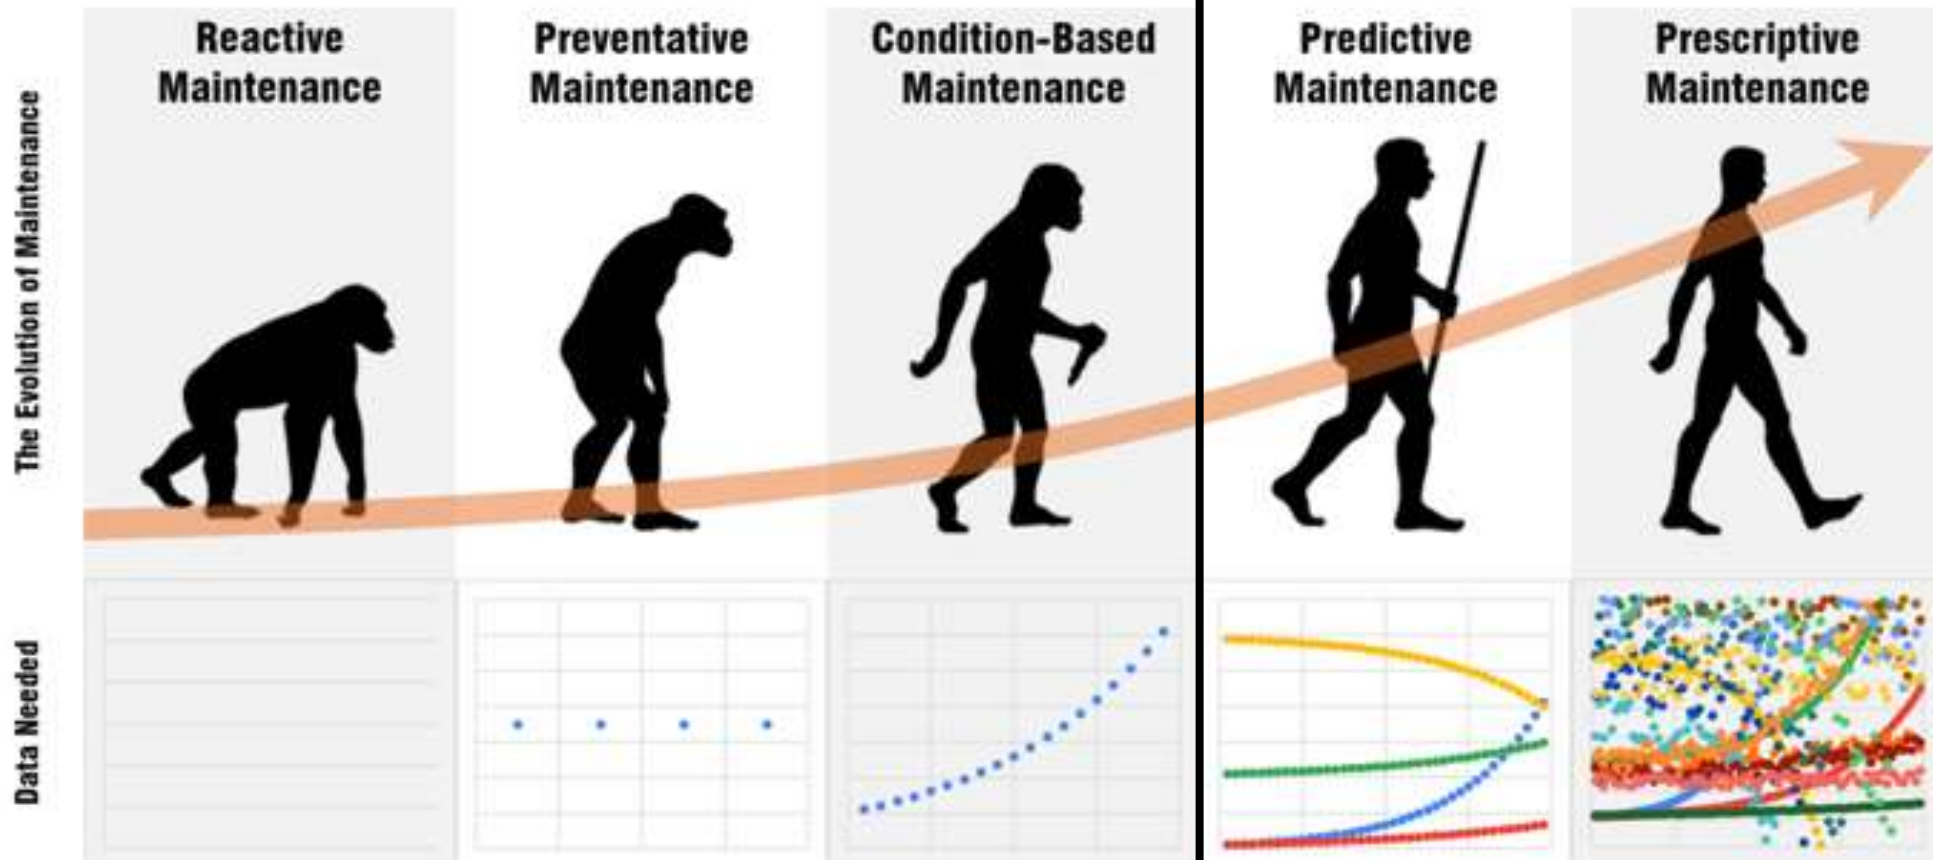 Reactive
Maintenance
Preventative
Maintenance
Condition-Based
Maintenance
Predictive
Maintenance
Prescriptive
Maintenance
The Evolution of Maintenance
Data Needed